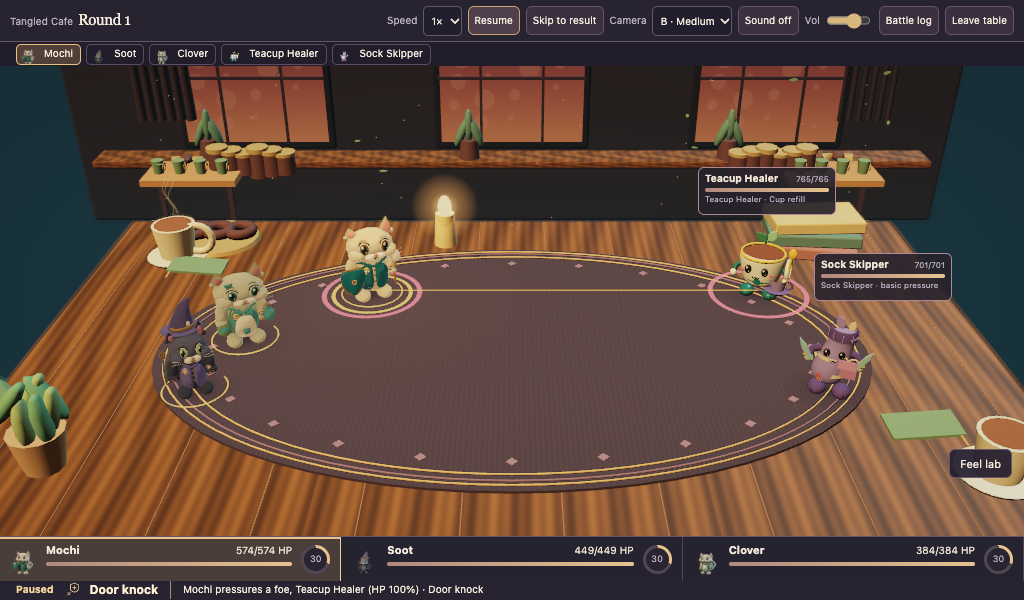 Tangled Cafe Round 1 Speed 1x Resume Skip to result Camera B · Medium Sound off Vol Battle log Leave table
Mochi Soot Clover Teacup Healer Sock Skipper
Teacup Healer 765/765
Teacup Healer · Cup refill
Sock Skipper 701/701
Sock Skipper · basic pressure
Feel lab
Mochi 574/574 HP 30 Soot 449/449 HP 30 Clover 384/384 HP 30
Paused Door knock Mochi pressures a foe, Teacup Healer (HP 100%) · Door knock